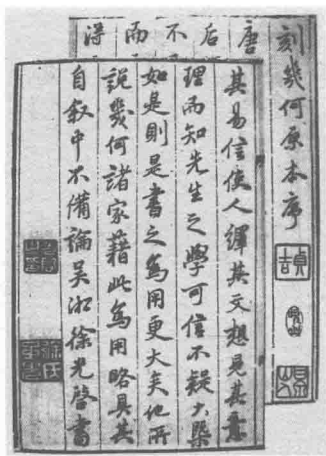 刻幾何原本序
唐
后
不
而
得
其易信使人繹其文想見其意
理而知先生之學可信不疑大槩
如是則是書之為用更大矣他所
說幾何諸家藉此為用略具其
自叙中不備論吳淞徐光啓書